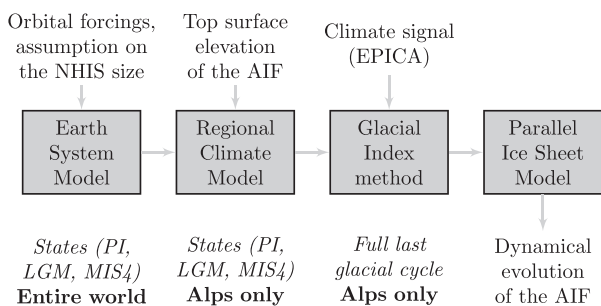 Orbital forcings,
assumption on
the NHIS size
Top surface
elevation
of the AIF
Climate signal
(EPICA)
Earth
System
Model
Regional
Climate
Model
Glacial
Index
method
Parallel
Ice Sheet
Model
States (PI,
LGM, MIS4)
Entire world
States (PI,
LGM, MIS4)
Alps only
Full last
glacial cycle
Alps only
Dynamical
evolution
of the AIF